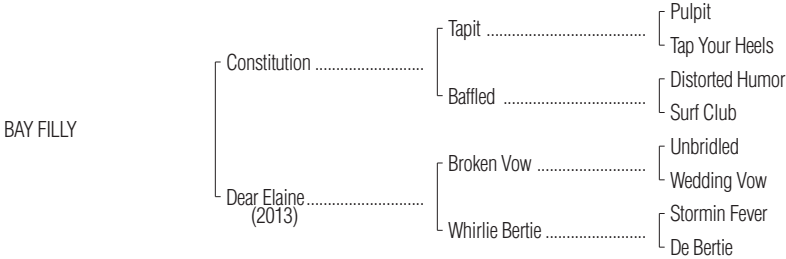 Pulpit
Tapit ..................................
Tap Your Heels
Constitution .......................
Distorted Humor
Baffled ..............................
Surf Club
BAY FILLY
Unbridled
Broken Vow .......................
Wedding Vow
Dear Elaine.........................
(2013)
Stormin Fever
Whirlie Bertie .....................
De Bertie